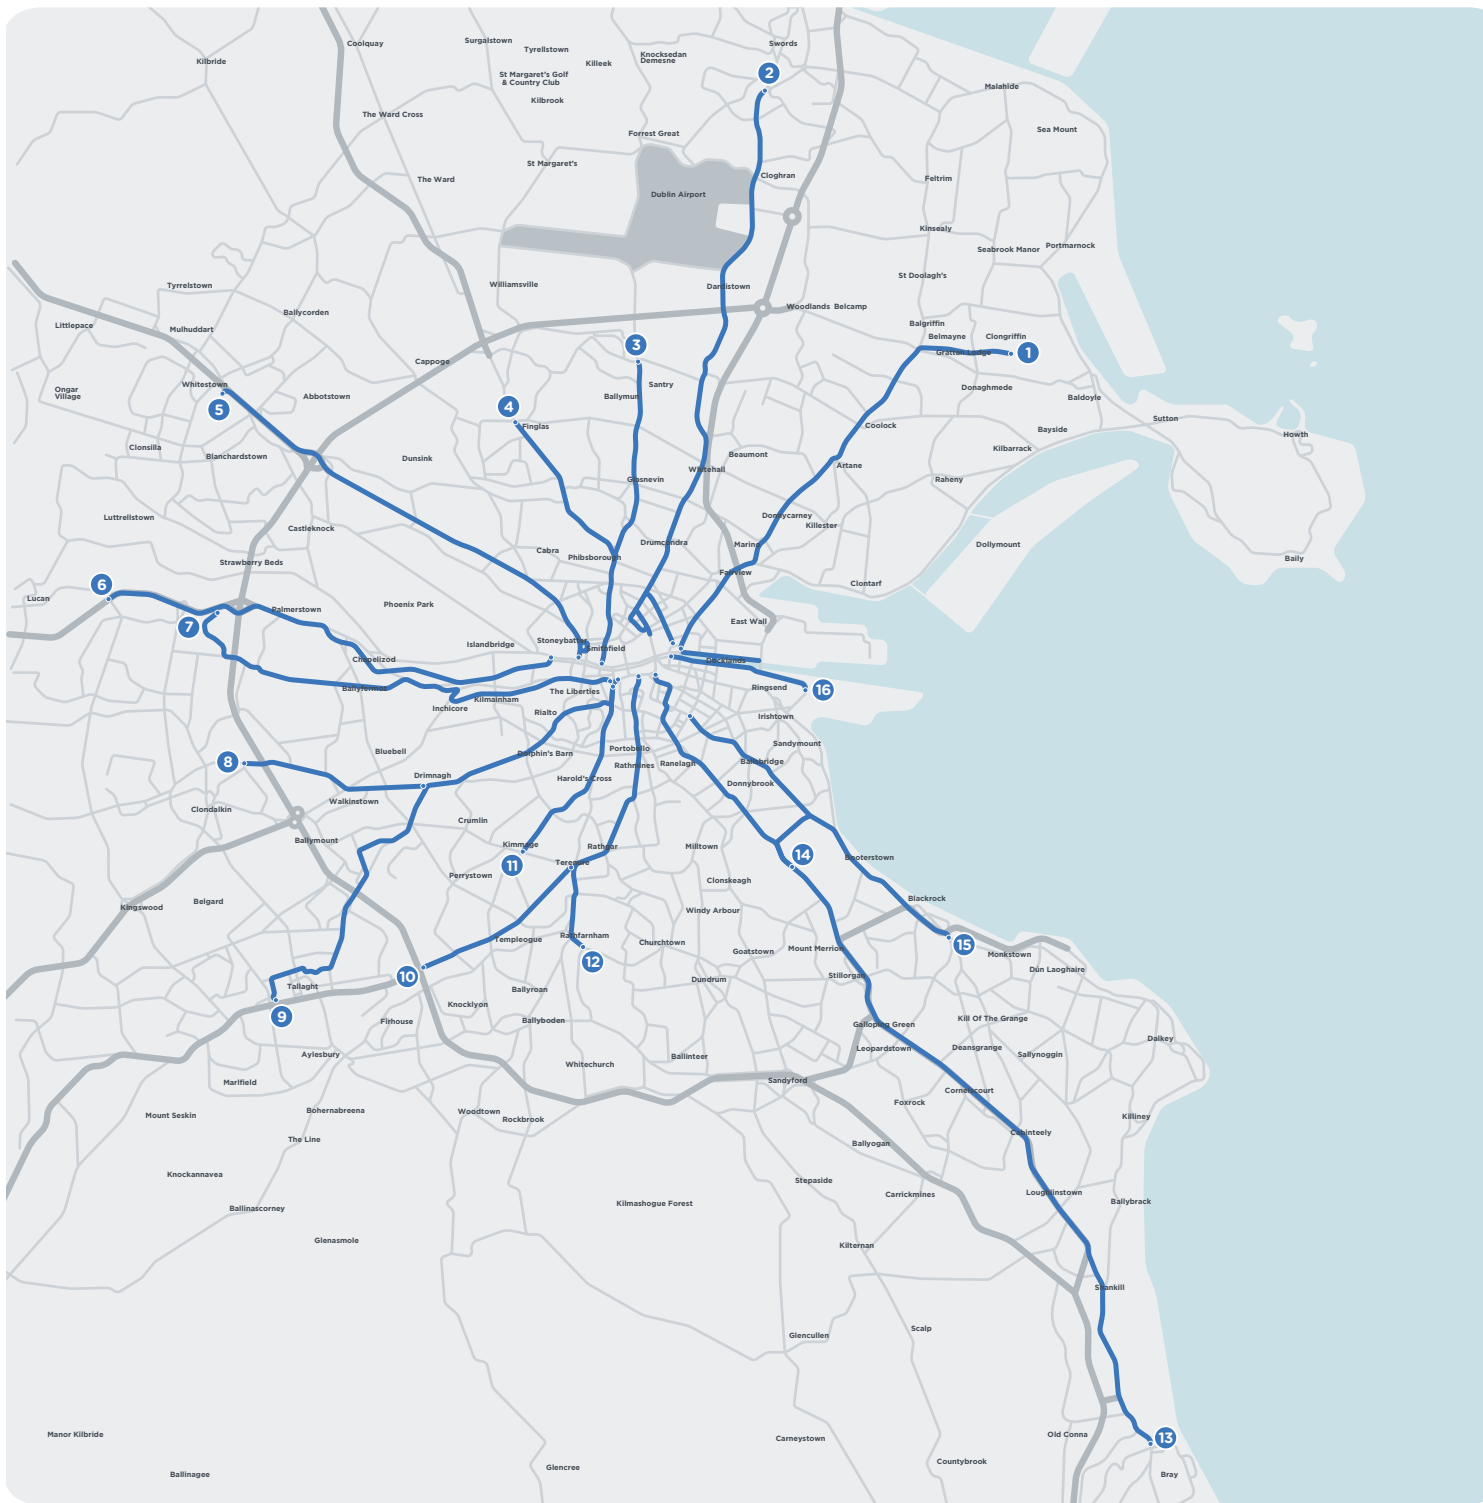 Coolquay
Surgalstown
Tyrellstown
Swords
Kilbride
Killeek
Knocksedan
Demesne
2
St Margaret's Golf
& Country Club
Kilbrook
Malahide
The Ward Cross
Forrest Great
Sea Mount
St Margaret's
The Ward
Cloghran
Feltrim
Dublin Airport
Kinsealy
Seabrook Manor
Portmarnock
St Doolagh's
Tyrrelstown
Williamsville
Dardistown
Ballycorden
Woodlands
Belcamp
Littlepace
Mulhuddart
Balgriffin
Belmayne
Clongriffin
3
Grattan Lodge
1
Cappoge
Whitestown
Santry
Donaghmede
Ongar
Village
Abbotstown
Ballymun
Baldoyle
5
4
Finglas
Coolock
Sutton
Bayside
Howth
Clonsilla
Blanchardstown
Dunsink
Beaumont
Kilbarrack
Whitehall
Artane
Glasnevin
Raheny
Luttrellstown
Donnycarney
Castleknock
Killester
Drumcondra
Marino
Dollymount
Cabra
Phibsborough
Baily
Strawberry Beds
Fairview
Clontarf
6
Lucan
Palmerstown
Phoenix Park
East Wall
7
Islandbridge
Stoneybatter
Smithfield
Chapelizod
Docklands
Ballyfermot
The Liberties
Ringsend
16
Kilmainham
Inchicore
Rialto
Irishtown
Bluebell
Dolphin's Barn
Portobello
Sandymount
8
Rathmines
Ranelagh
Ballsbridge
Drimnagh
Harold's Cross
Donnybrook
Clondalkin
Walkinstown
Crumlin
Ballymount
Kimmage
Rathgar
Milltown
14
Booterstown
11
Terenure
Perrystown
Clonskeagh
Kingswood
Belgard
Windy Arbour
Blackrock
Templeogue
Rathfarnham
Churchtown
Goatstown
Mount Merrion
15
Monkstown
12
10
Dundrum
Stillorgan
Dún Laoghaire
Tallaght
Ballyroan
9
Knocklyon
Firhouse
Ballyboden
Galloping Green
Kill Of The Grange
Dalkey
Aylesbury
Whitechurch
Ballinteer
Leopardstown
Deansgrange
Sallynoggin
Marlfield
Sandyford
Cornelscourt
Mount Seskin
Bohernabreena
Woodtown
Rockbrook
Foxrock
Killiney
The Line
Ballyogan
Cabinteely
Knockannavea
Stepaside
Carrickmines
Loughlinstown
Ballybrack
Ballinascorney
Kilmashogue Forest
Glenasmole
Kilternan
Shankill
Glencullen
Scalp
Manor Kilbride
Carneystown
Old Conna
13
Ballinagee
Glencree
Countybrook
Bray